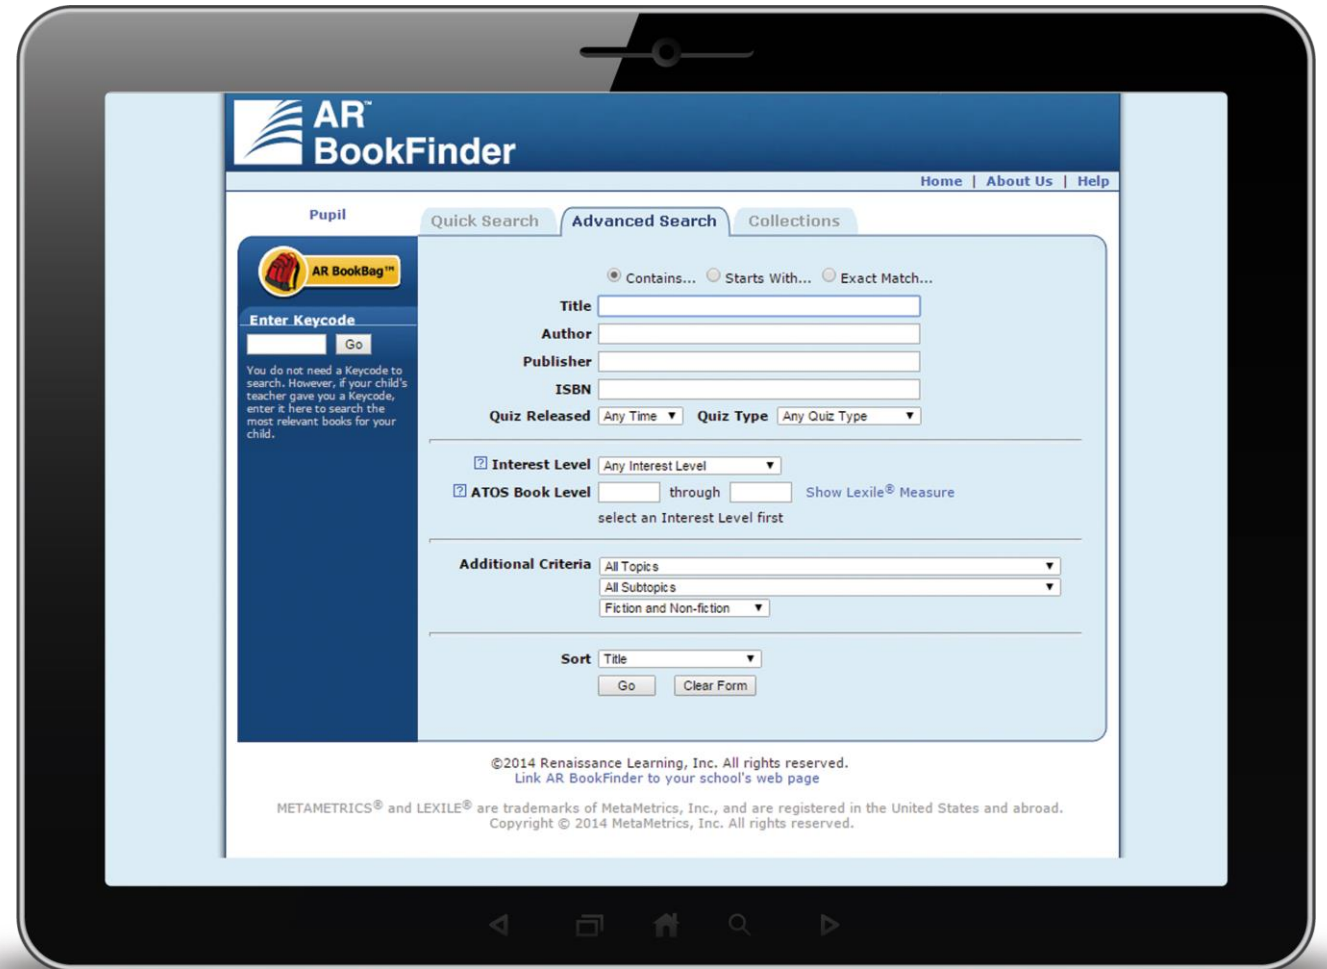 AR™
BookFinder
Home | About Us | Help
Pupil
Quick Search
Advanced Search
Collections
AR BookBag™
Enter Keycode
Go
You do not need a Keycode to
search. However, if your child's
teacher gave you a Keycode,
enter it here to search the
most relevant books for your
child.
Contains... Starts With... Exact Match...
Title
Author
Publisher
ISBN
Quiz Released Any Time Quiz Type Any Quiz Type
? Interest Level Any Interest Level
? ATOS Book Level through Show Lexile® Measure
select an Interest Level first
Additional Criteria All Topics
All Subtopics
Fiction and Non-fiction
Sort Title
Go Clear Form
©2014 Renaissance Learning, Inc. All rights reserved.
Link AR BookFinder to your school's web page
METAMETRICS® and LEXILE® are trademarks of MetaMetrics, Inc., and are registered in the United States and abroad.
Copyright © 2014 MetaMetrics, Inc. All rights reserved.